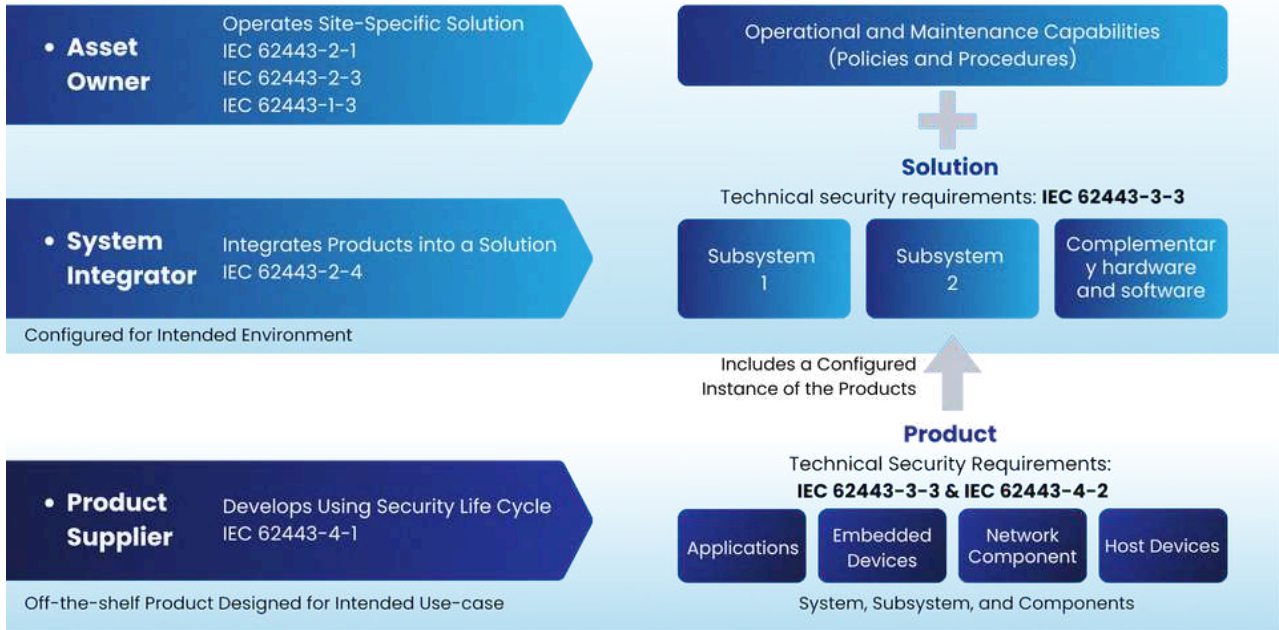 • Asset
Owner
Operates Site-Specific Solution
IEC 62443-2-1
IEC 62443-2-3
IEC 62443-1-3
Operational and Maintenance Capabilities
(Policies and Procedures)
Solution
Technical security requirements: IEC 62443-3-3
• System
Integrator
Integrates Products into a Solution
IEC 62443-2-4
Subsystem
1
Subsystem
2
Complementar
y hardware
and software
Configured for Intended Environment
Includes a Configured
Instance of the Products
Product
Technical Security Requirements:
IEC 62443-3-3 & IEC 62443-4-2
• Product
Supplier
Develops Using Security Life Cycle
IEC 62443-4-1
Applications
Embedded
Devices
Network
Component
Host Devices
Off-the-shelf Product Designed for Intended Use-case
System, Subsystem, and Components